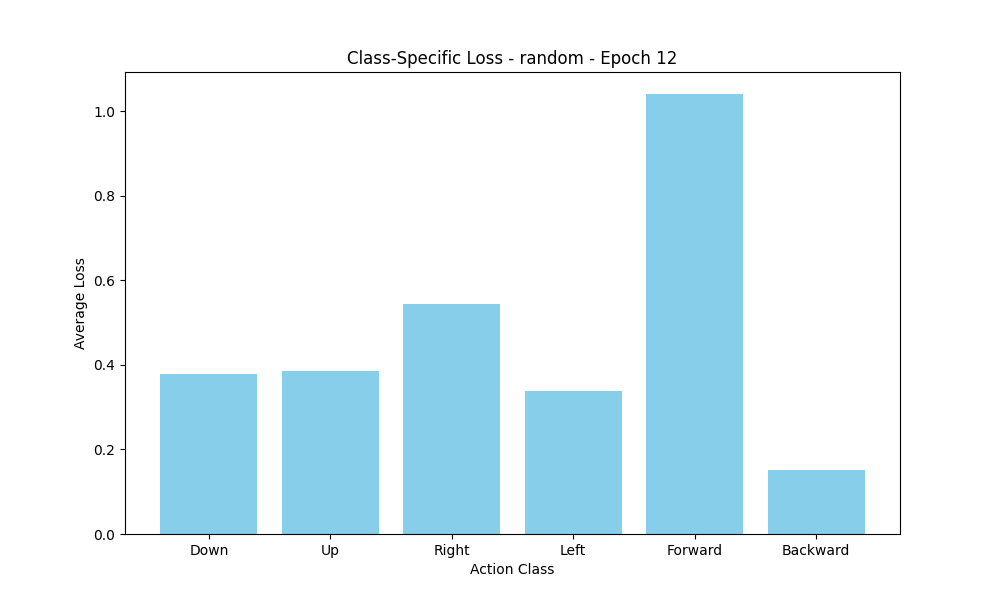 Class-Specific Loss - random - Epoch 12
Average Loss
1.0
0.8
0.6
0.4
0.2
0.0
Down Up Right Left Forward Backward
Action Class